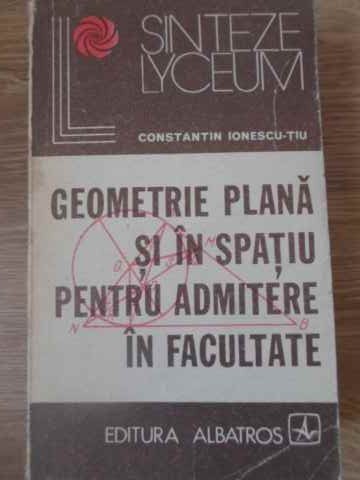 SINTEZE
LYCEUM
CONSTANTIN IONESCU-ȚIU
GEOMETRIE PLANĂ
ȘI ÎN SPAȚIU
PENTRU ADMITERE
ÎN FACULTATE
N
B
EDITURA ALBATROS